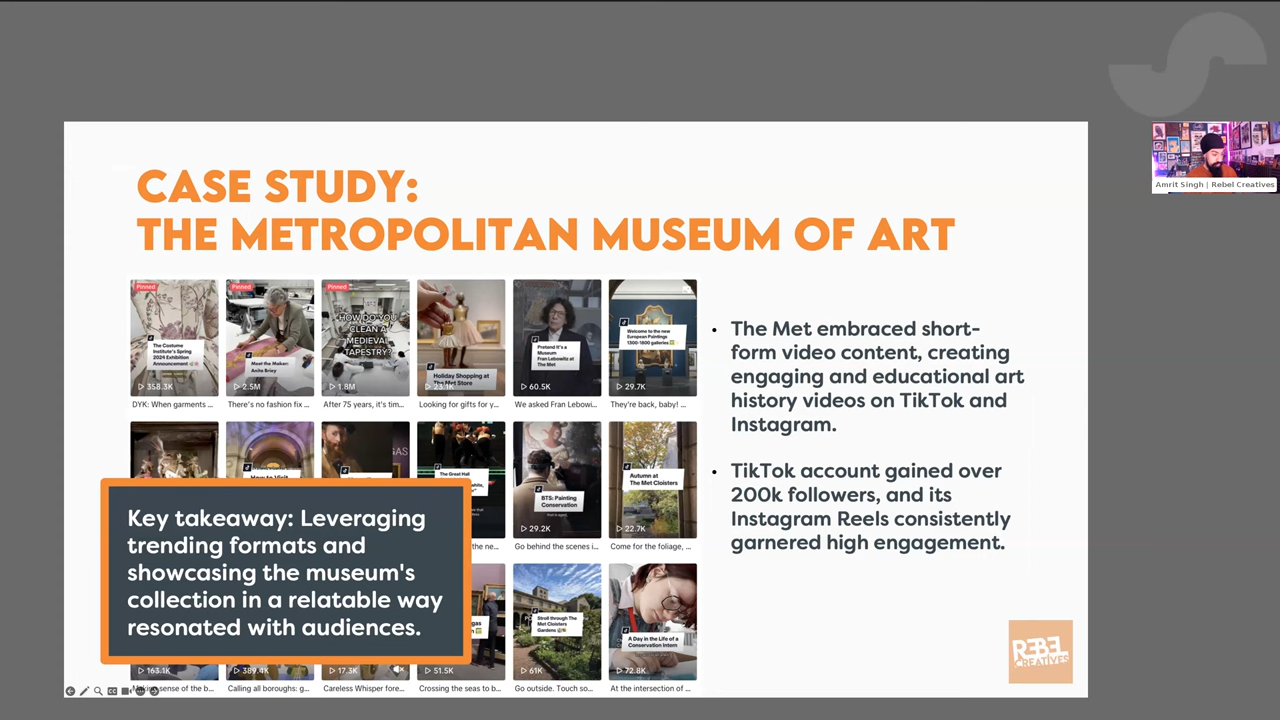 CASE STUDY:
THE METROPOLITAN MUSEUM OF ART
Pinned
The Costume
Institute's Spring
2024 Exhibition
Announcement
358.3K
DYK: When garments ...
Pinned
Meet the Maker:
2.5M
There's no fashion fix ...
Pinned
HOW DO YOU
CLEAN A
MEDIEVAL
TAPESTRY?
1.8M
After 75 years, it's tim...
Holiday Shopping at
The Met Store
Looking for gifts for y...
Pretend It's a
Museum
Fran Lebowitz at
The Met
60.5K
We asked Fran Lebowi...
Welcome to the new
European Paintings
1300-1800 galleries
29.7K
They're back, baby! ...
The Great Hall
the ne...
BTS: Painting
Conservation
29.2K
Go behind the scenes i...
Autumn at
The Met Cloisters
22.7K
Come for the foliage, ...
163.1K
Making sense of the b...
389.4K
Calling all boroughs: g...
17.3K
Careless Whisper fore...
51.5K
Crossing the seas to b...
Stroll through The
Met Cloisters
Gardens
61K
Go outside. Touch so...
A Day in the Life of a
Conservation Intern
72.8K
At the intersection of ...
Key takeaway: Leveraging
trending formats and
showcasing the museum's
collection in a relatable way
resonated with audiences.
• The Met embraced short-
form video content, creating
engaging and educational art
history videos on TikTok and
Instagram.
• TikTok account gained over
200k followers, and its
Instagram Reels consistently
garnered high engagement.
REBEL
CREATIVES
Amrit Singh | Rebel Creatives